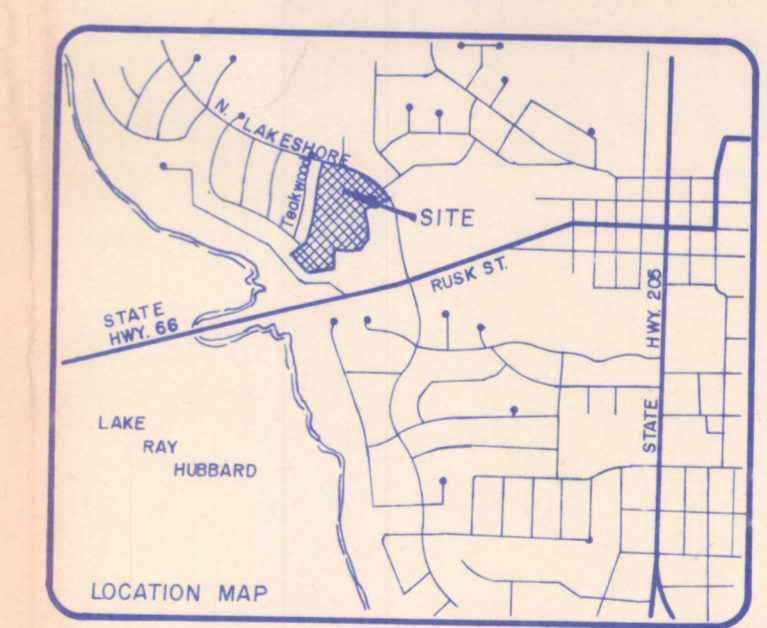 N. LAKESHORE
Teakwood
SITE
RUSK ST.
STATE
HWY. 66
STATE HWY. 205
LAKE
RAY
HUBBARD
LOCATION MAP